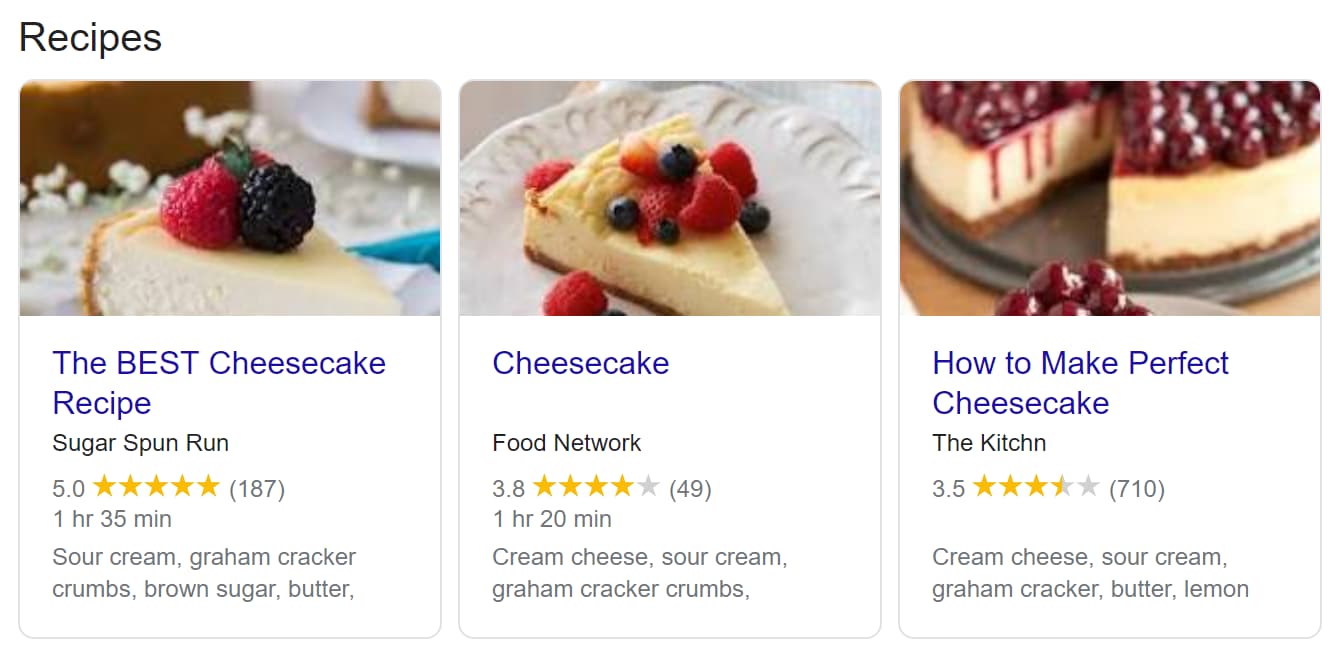 Recipes
The BEST Cheesecake
Recipe
Sugar Spun Run
5.0 ★★★★★ (187)
1 hr 35 min
Sour cream, graham cracker
crumbs, brown sugar, butter,
Cheesecake
Food Network
3.8 (49)
1 hr 20 min
Cream cheese, sour cream,
graham cracker crumbs,
How to Make Perfect
Cheesecake
The Kitchn
3.5 (710)
Cream cheese, sour cream,
graham cracker, butter, lemon